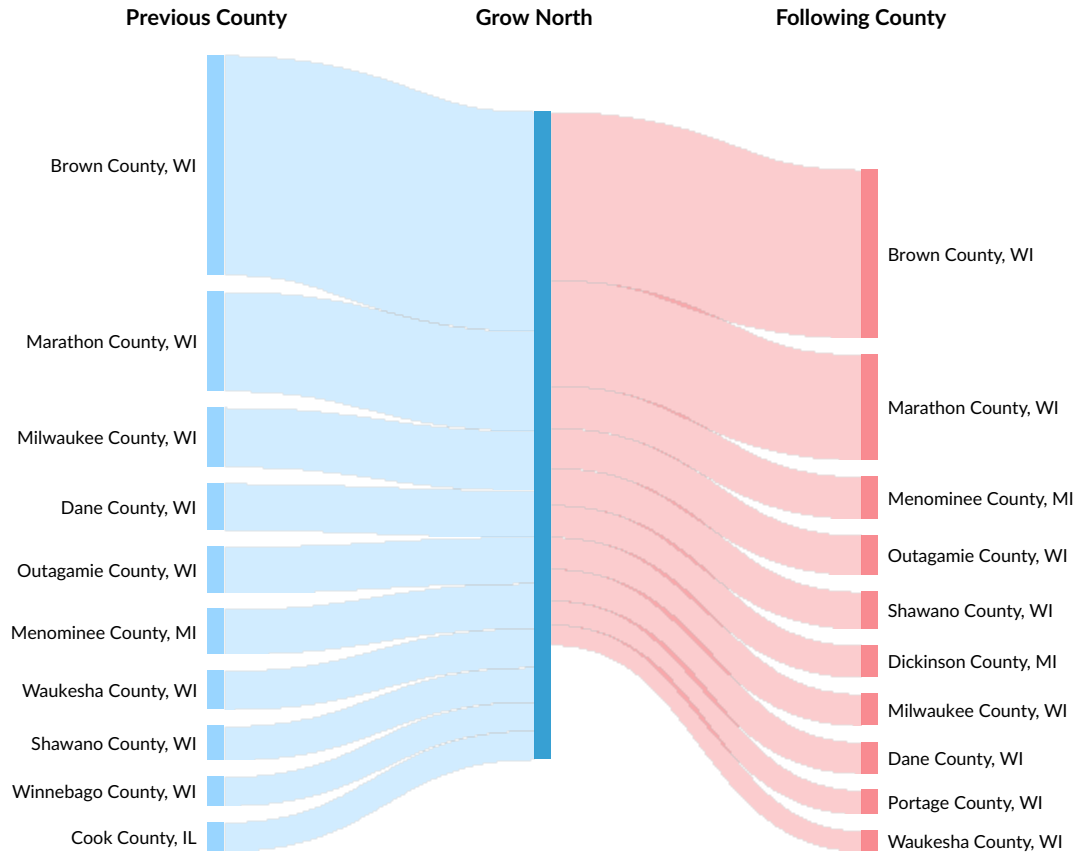 Previous County
Grow North
Following County
Brown County, WI
Marathon County, WI
Milwaukee County, WI
Dane County, WI
Outagamie County, WI
Menominee County, MI
Waukesha County, WI
Shawano County, WI
Winnebago County, WI
Cook County, IL
Brown County, WI
Marathon County, WI
Menominee County, MI
Outagamie County, WI
Shawano County, WI
Dickinson County, MI
Milwaukee County, WI
Dane County, WI
Portage County, WI
Waukesha County, WI